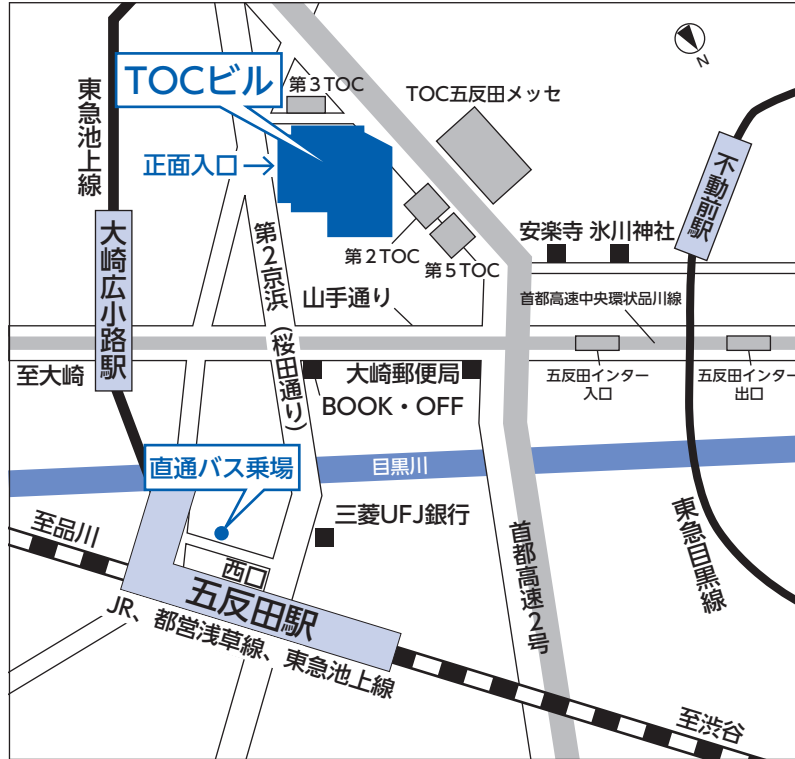 N
東急池上線
TOCビル
第3TOC
TOC五反田メッセ
正面入口→
不動前駅
大崎広小路駅
第2京浜(桜田通り)
第2TOC
第5TOC
安楽寺
氷川神社
山手通り
首都高速中央環状品川線
至大崎
大崎郵便局
BOOK・OFF
五反田インター
入口
五反田インター
出口
直通バス乗場
目黒川
至品川
三菱UFJ銀行
首都高速2号
東急目黒線
西口
五反田駅
JR、都営浅草線、東急池上線
至渋谷